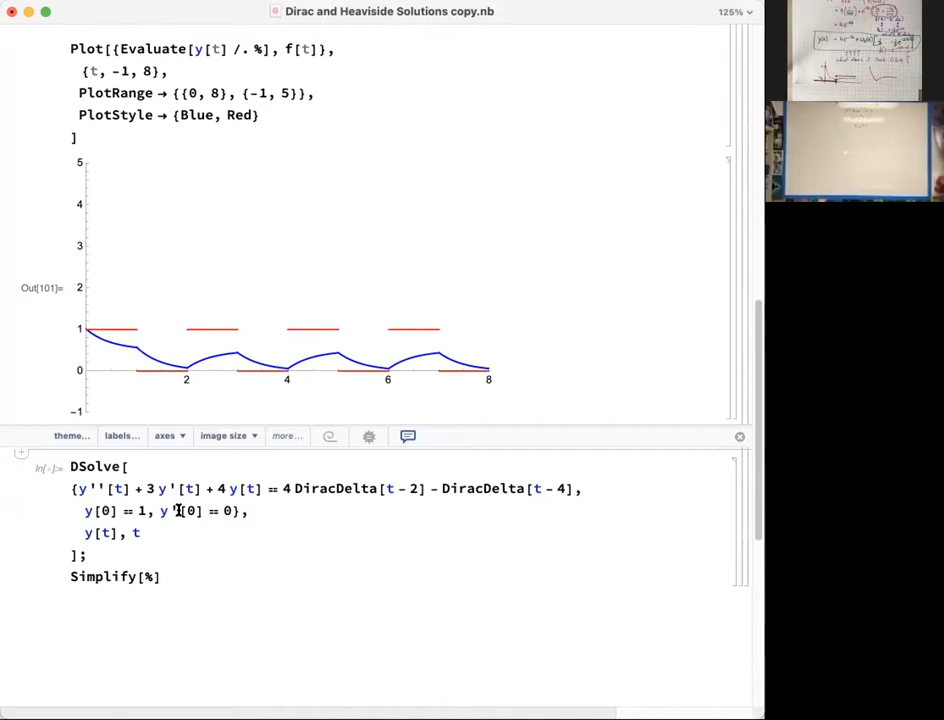 Dirac and Heaviside Solutions copy.nb
125%
Plot[{Evaluate[y[t] /. %], f[t]},
{t, -1, 8},
PlotRange → {{0, 8}, {-1, 5}},
PlotStyle → {Blue, Red}
]
5
4
3
Out[101]=
2
1
0
2
4
6
8
-1
theme...
labels...
axes
image size
more...
In[ ]:=
DSolve[
{y''[t] + 3 y'[t] + 4 y[t] == 4 DiracDelta[t - 2] - DiracDelta[t - 4],
y[0] == 1, y'[0] == 0},
y[t], t
];
Simplify[%]